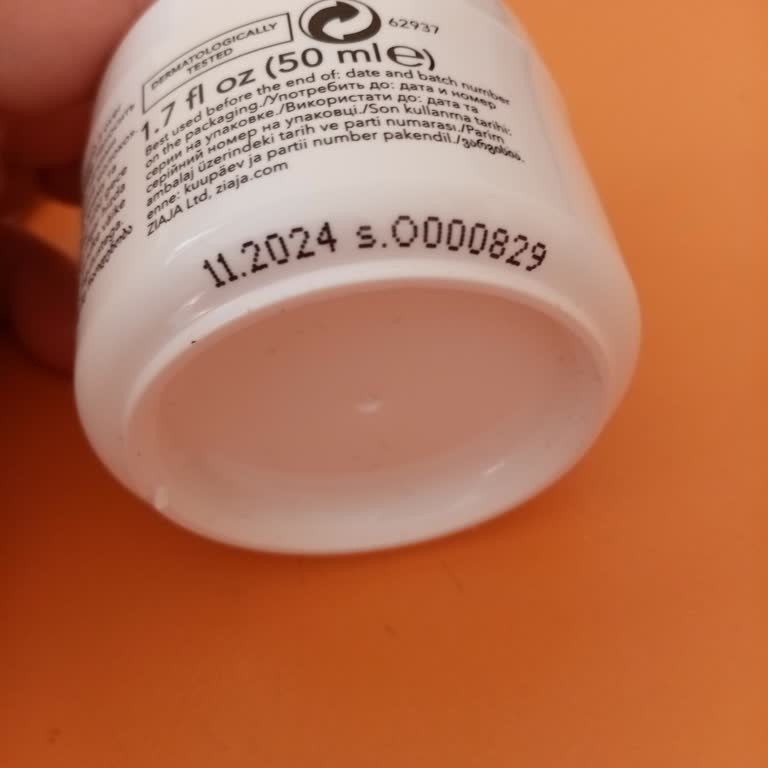 DERMATOLOGICALLY
TESTED
62937
1.7 fl oz (50 ml ℮)
Best used before the end of: date and batch number
on the packaging./Употребить до: дата и номер
серии на упаковке./Використати до: дата та
серійний номер на упаковці./Son kullanma tarihi:
ambalaj üzerindeki tarih ve parti numarası./Parim
enne: kuupäev ja partii number pakendil./
ZIAJA Ltd, ziaja.com
11.2024 s.O000829